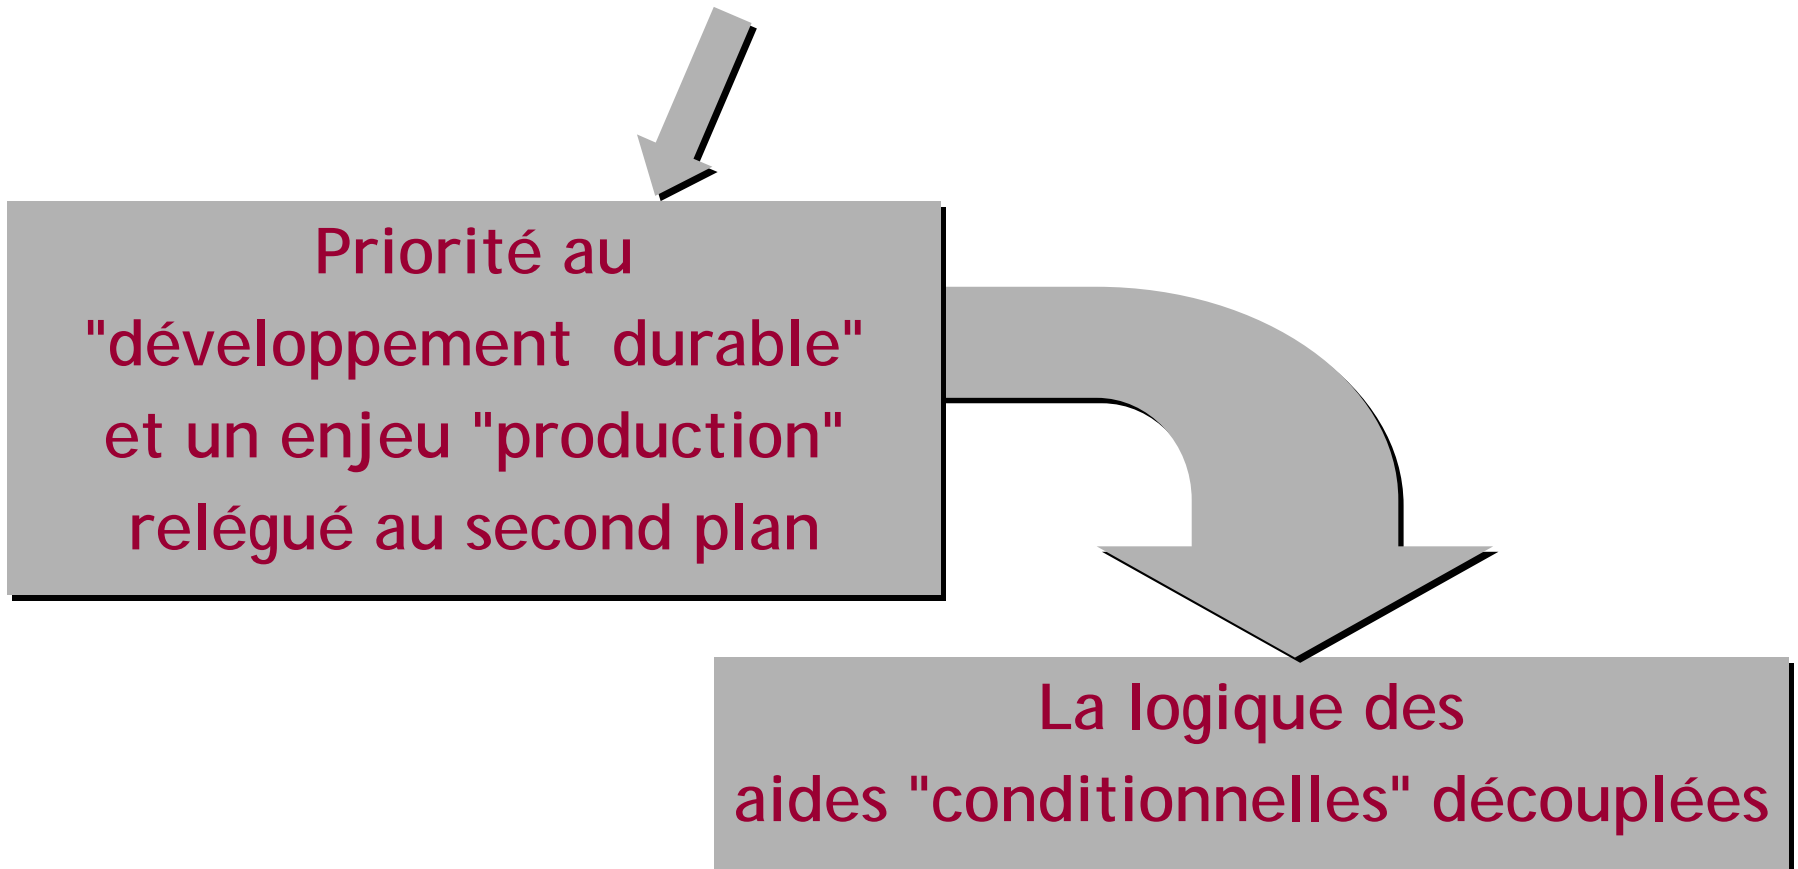 Priorité au
"développement durable"
et un enjeu "production"
relégué au second plan
La logique des
aides "conditionnelles" découplées